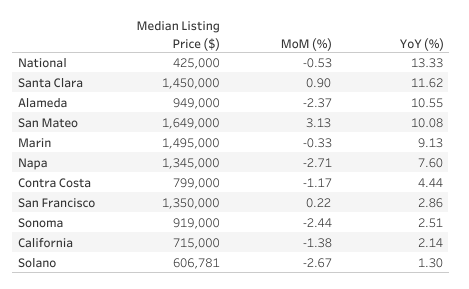 Median Listing
Price ($) MoM (%) YoY (%)
National 425,000 -0.53 13.33
Santa Clara 1,450,000 0.90 11.62
Alameda 949,000 -2.37 10.55
San Mateo 1,649,000 3.13 10.08
Marin 1,495,000 -0.33 9.13
Napa 1,345,000 -2.71 7.60
Contra Costa 799,000 -1.17 4.44
San Francisco 1,350,000 0.22 2.86
Sonoma 919,000 -2.44 2.51
California 715,000 -1.38 2.14
Solano 606,781 -2.67 1.30